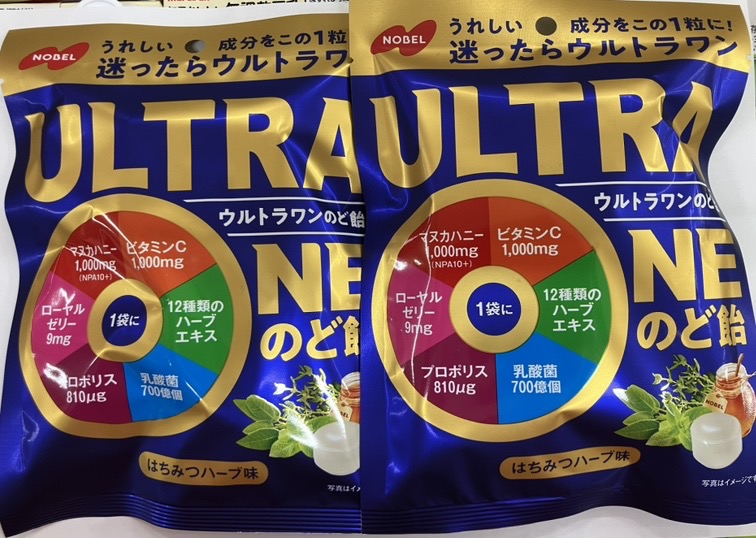 NOBEL
うれしい 成分をこの1粒
迷ったらウルトラワ
ULTRA
ウルトラワンのど飴
NE
のど飴
マヌカハニー
1,000mg
(NPA10+)
ビタミンC
1,000mg
ローヤル
ゼリー
9mg
1袋に
12種類の
ハーブ
エキス
ロポリス
810μg
乳酸菌
700億個
はちみつハーブ味
写真はイメ
NOBEL
うれしい 成分をこの1粒に!
迷ったらウルトラワン
ULTRA
ウルトラワンのど
NE
のど飴
マヌカハニー
1,000mg
(NPA10+)
ビタミンC
1,000mg
ローヤル
ゼリー
9mg
1袋に
12種類の
ハーブ
エキス
プロポリス
810μg
乳酸菌
700億個
NOBEL
はちみつハーブ味
写真はイメージで